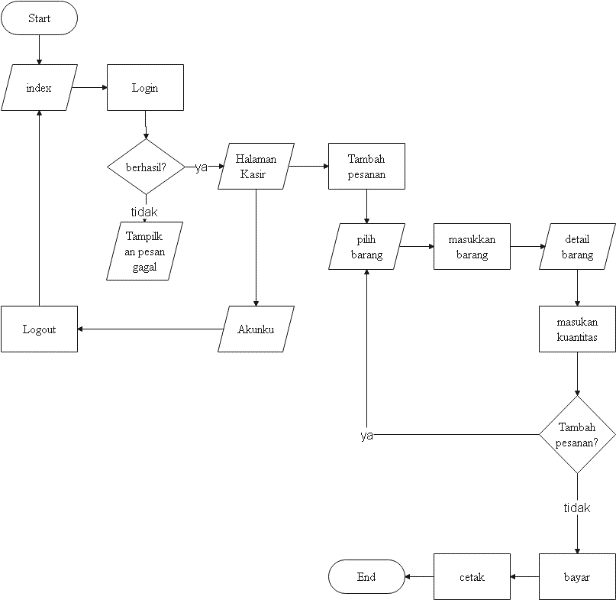 Start
index
Login
berhasil?
ya
Halaman
Kasir
Tambah
pesanan
tidak
Tampilk
an pesan
gagal
pilih
barang
masukkan
barang
detail
barang
Logout
Akunku
masukan
kuantitas
Tambah
pesanan?
ya
tidak
End
cetak
bayar